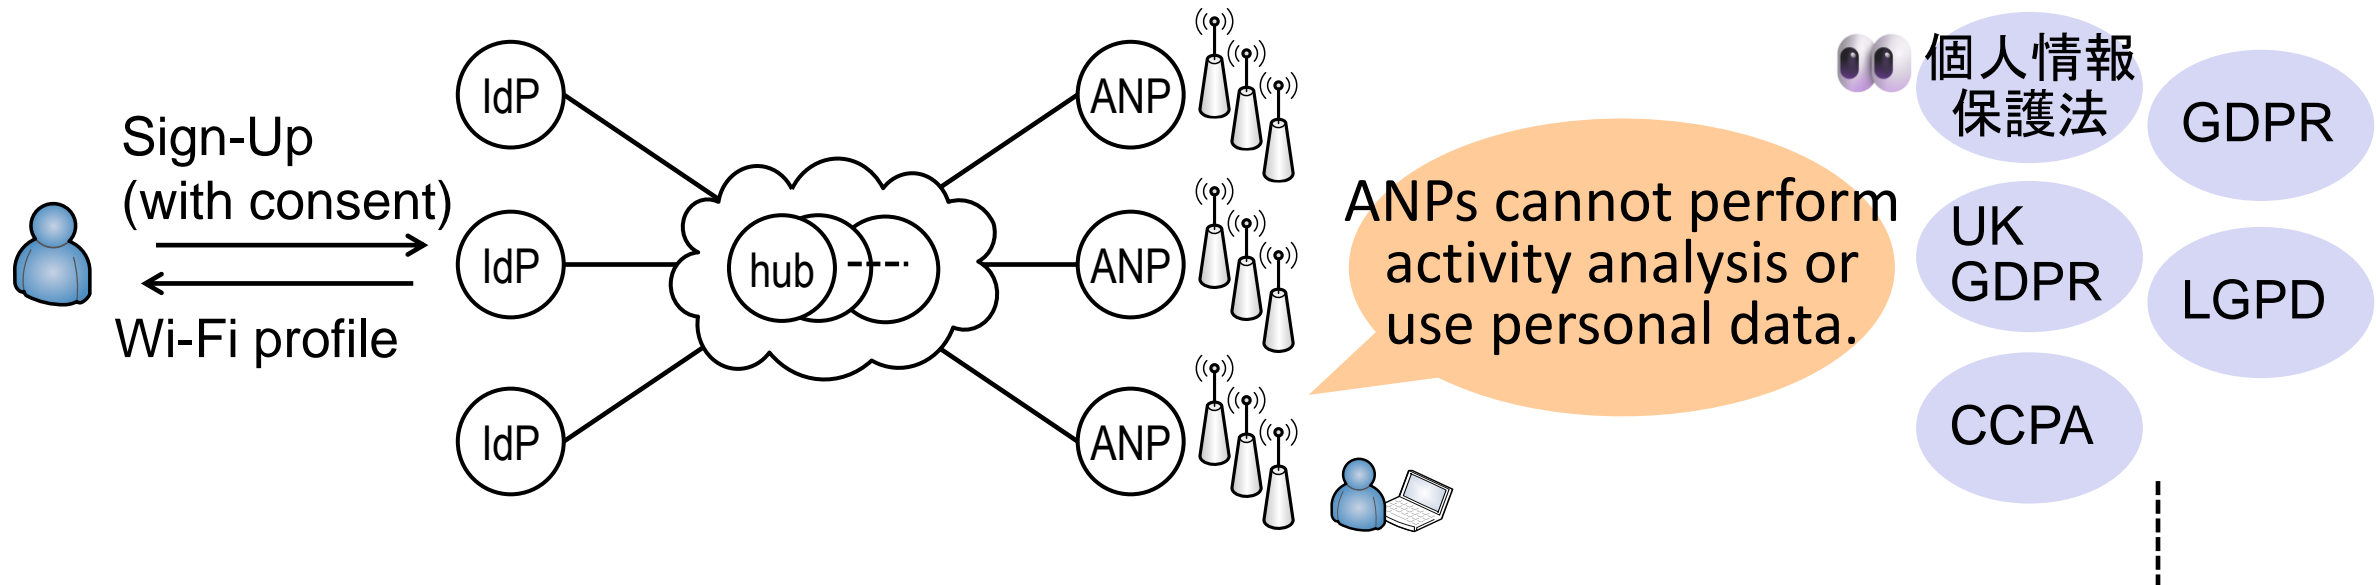 Sign-Up
(with consent)
Wi-Fi profile
IdP
IdP
IdP
hub
ANP
ANP
ANP
ANPs cannot perform
activity analysis or
use personal data.
個人情報
保護法
GDPR
UK
GDPR
LGPD
CCPA